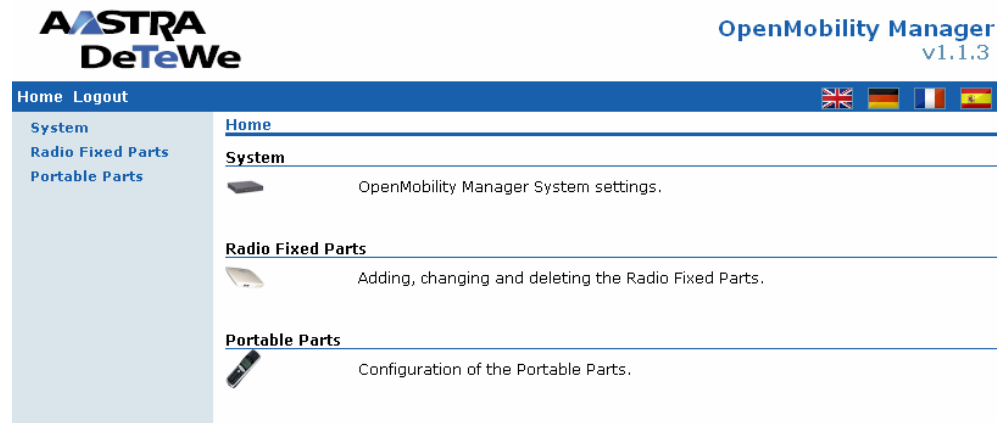 AASTRA
DeTeWe
OpenMobility Manager
v1.1.3
Home Logout
System
Radio Fixed Parts
Portable Parts
Home
System
OpenMobility Manager System settings.
Radio Fixed Parts
Adding, changing and deleting the Radio Fixed Parts.
Portable Parts
Configuration of the Portable Parts.